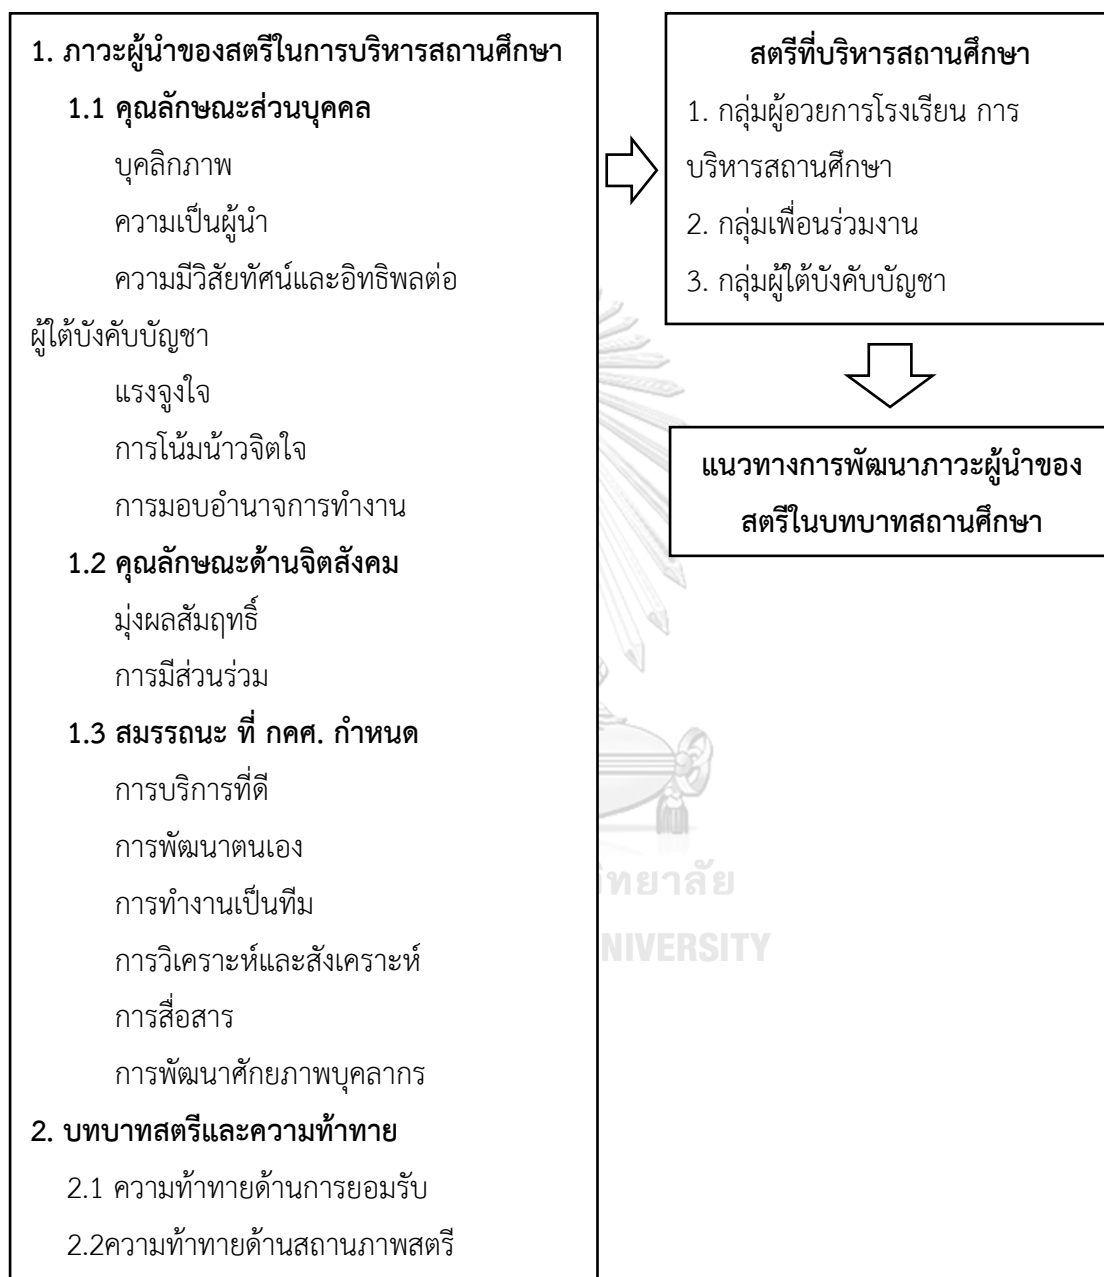 1. ภาวะผู้นำของสตรีในการบริหารสถานศึกษา
1.1 คุณลักษณะส่วนบุคคล
บุคลิกภาพ
ความเป็นผู้นำ
ความมีวิสัยทัศน์และอิทธิพลต่อ
ผู้ใต้บังคับบัญชา
แรงจูงใจ
การโน้มน้าวจิตใจ
การมอบอำนาจการทำงาน
1.2 คุณลักษณะด้านจิตสังคม
มุ่งผลสัมฤทธิ์
การมีส่วนร่วม
1.3 สมรรถนะ ที่ กคศ. กำหนด
การบริการที่ดี
การพัฒนาตนเอง
การทำงานเป็นทีม
การวิเคราะห์และสังเคราะห์
การสื่อสาร
การพัฒนาศักยภาพบุคลากร
2. บทบาทสตรีและความท้าทาย
2.1 ความท้าทายด้านการยอมรับ
2.2ความท้าทายด้านสถานภาพสตรี
สตรีที่บริหารสถานศึกษา
1. กลุ่มผู้อวยการโรงเรียน การ
บริหารสถานศึกษา
2. กลุ่มเพื่อนร่วมงาน
3. กลุ่มผู้ใต้บังคับบัญชา
แนวทางการพัฒนาภาวะผู้นำของ
สตรีในบทบาทสถานศึกษา
ทยาลัย
NIVERSITY